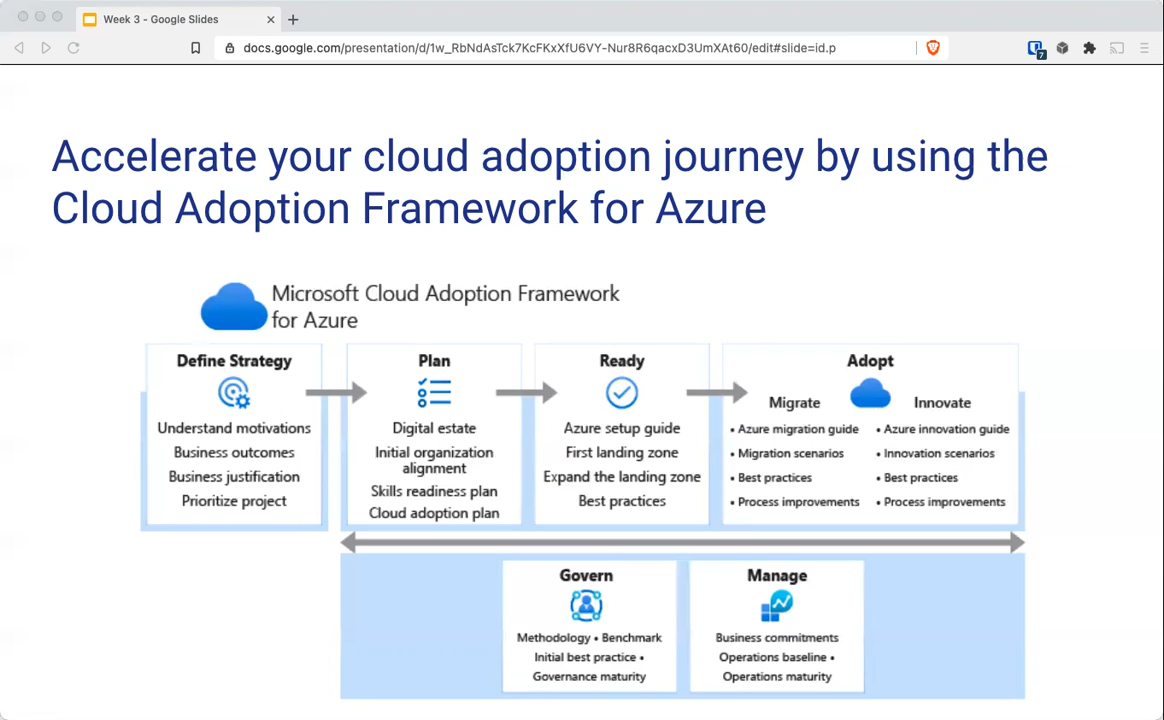 Week 3 - Google Slides
docs.google.com/presentation/d/1w_RbNdAsTck7KcFKxXfU6VY-Nur8R6qacxD3UmXAt60/edit#slide=id.p
7
Accelerate your cloud adoption journey by using the
Cloud Adoption Framework for Azure
Microsoft Cloud Adoption Framework
for Azure
Define Strategy
Understand motivations
Business outcomes
Business justification
Prioritize project
Plan
Digital estate
Initial organization
alignment
Skills readiness plan
Cloud adoption plan
Ready
Azure setup guide
First landing zone
Expand the landing zone
Best practices
Adopt
Migrate
• Azure migration guide
• Migration scenarios
• Best practices
• Process improvements
Innovate
• Azure innovation guide
• Innovation scenarios
• Best practices
• Process improvements
Govern
Methodology • Benchmark
Initial best practice •
Governance maturity
Manage
Business commitments
Operations baseline •
Operations maturity